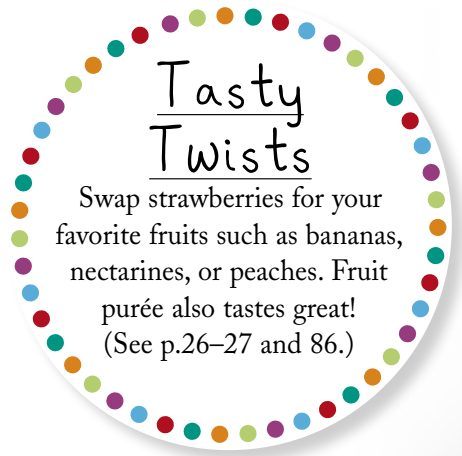 Tasty
Twists
Swap strawberries for your
favorite fruits such as bananas,
nectarines, or peaches. Fruit
purée also tastes great!
(See p.26–27 and 86.)